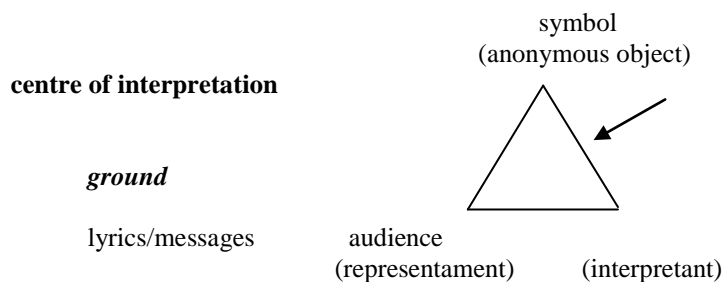 symbol
(anonymous object)
centre of interpretation
ground
lyrics/messages audience
(representament) (interpretant)